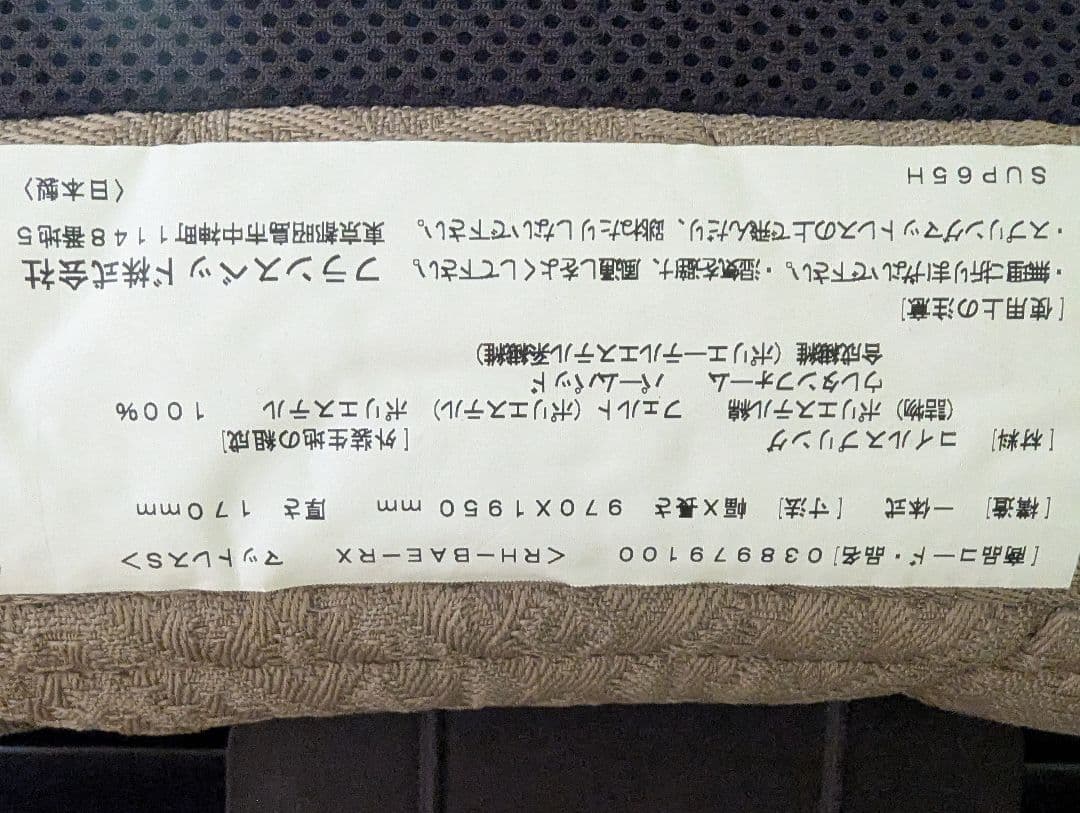 [商品コード・品名] 038979100 <RH-BAE-RX マットレスS>
[構造] 一体式 [寸法] 幅X長さ 970X1950mm 厚さ 170mm
[材料] コイルスプリング [外装生地の組成]
(詰物) ポリエステル綿 フェルト(ポリエステル) ポリエステル 100%
ウレタンフォーム パームパッド
合成繊維(ポリエーテルエステル系繊維)
[使用上の注意]
・無理に折りまげないで下さい。・湿気を避け、風通しをよくして下さい。 フランスベッド株式会社
・スプリングマットレスの上で飛んだり、跳ねたりしないで下さい。 東京都昭島市中神町1148番地5
SUP65H <日本製>